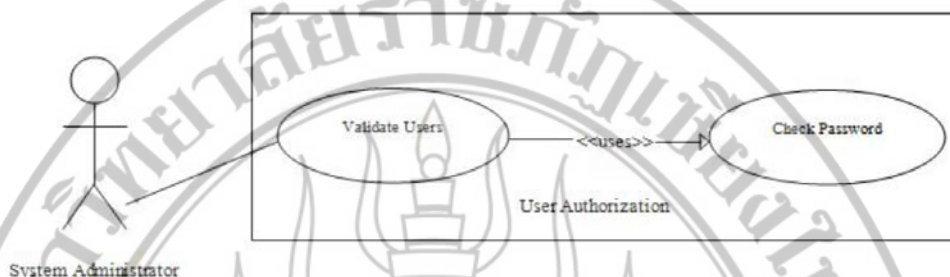 Validate Users
<<uses>>
Check Password
User Authorization
System Administrator